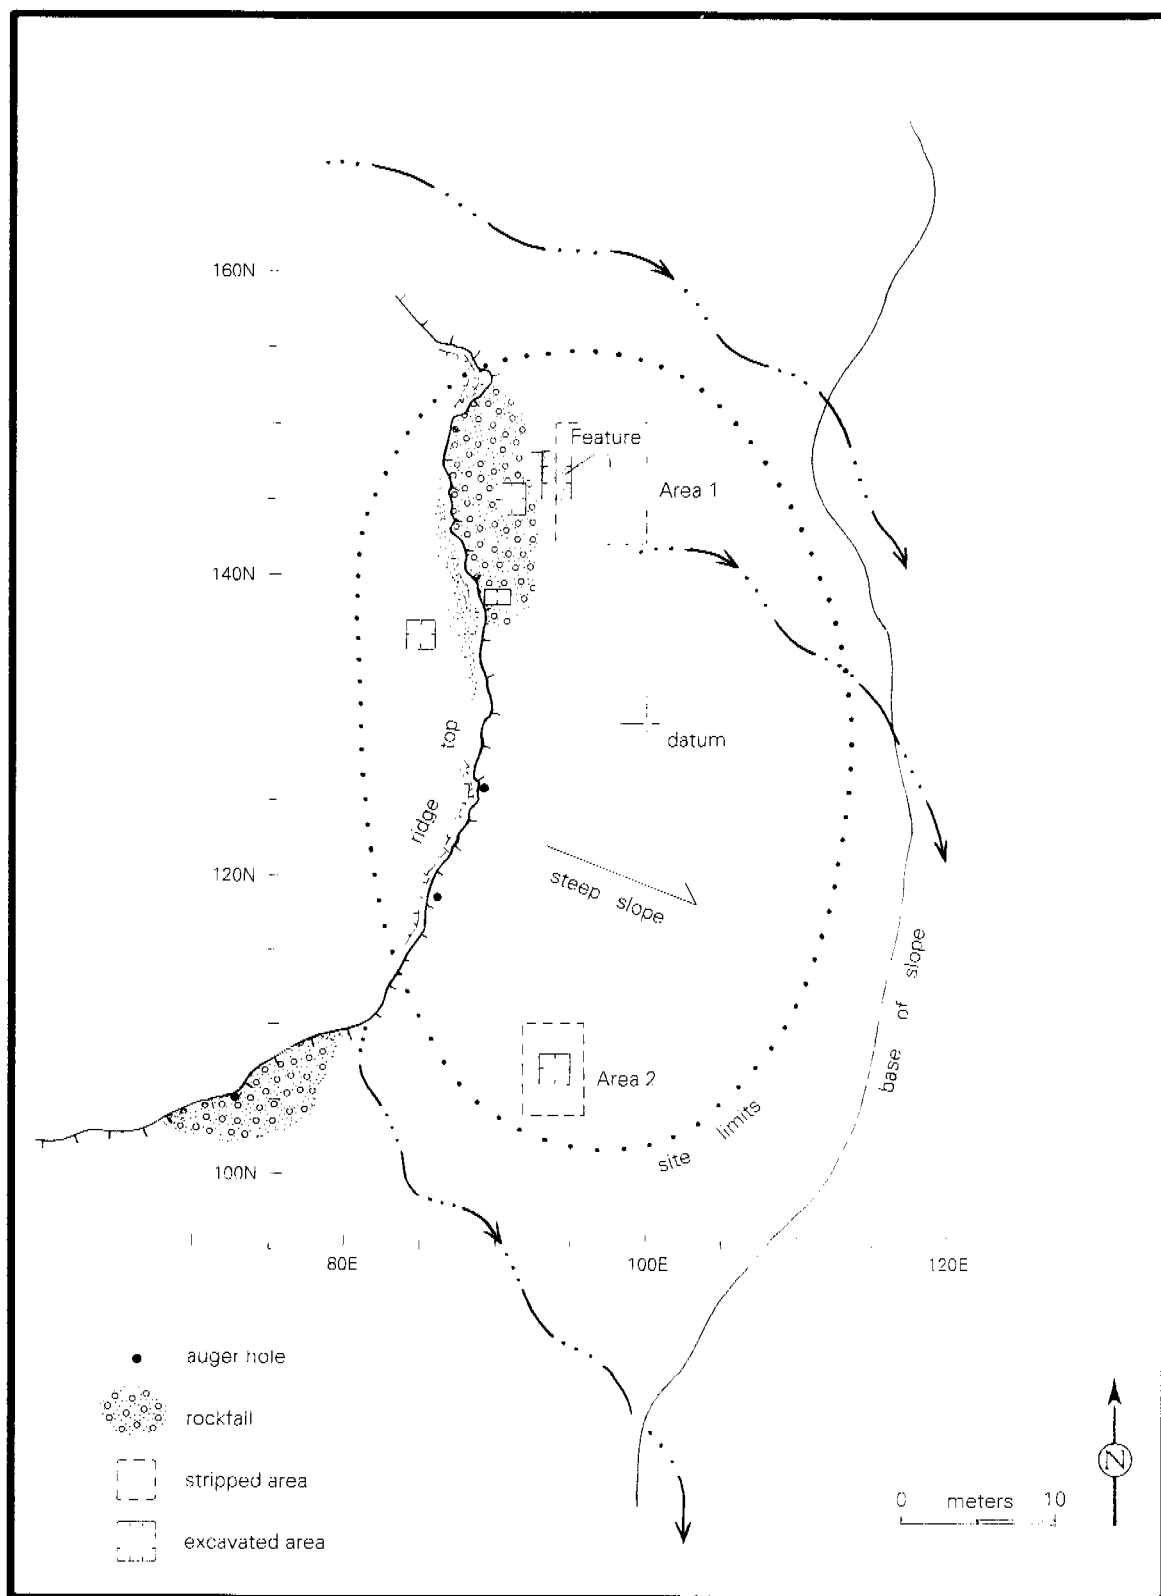 160N
Feature
Area 1
140N
datum
top
ridge
120N
steep slope
base of slope
Area 2
site limits
100N
80E
100E
120E
auger hole
rockfall
stripped area
excavated area
0 meters 10
N